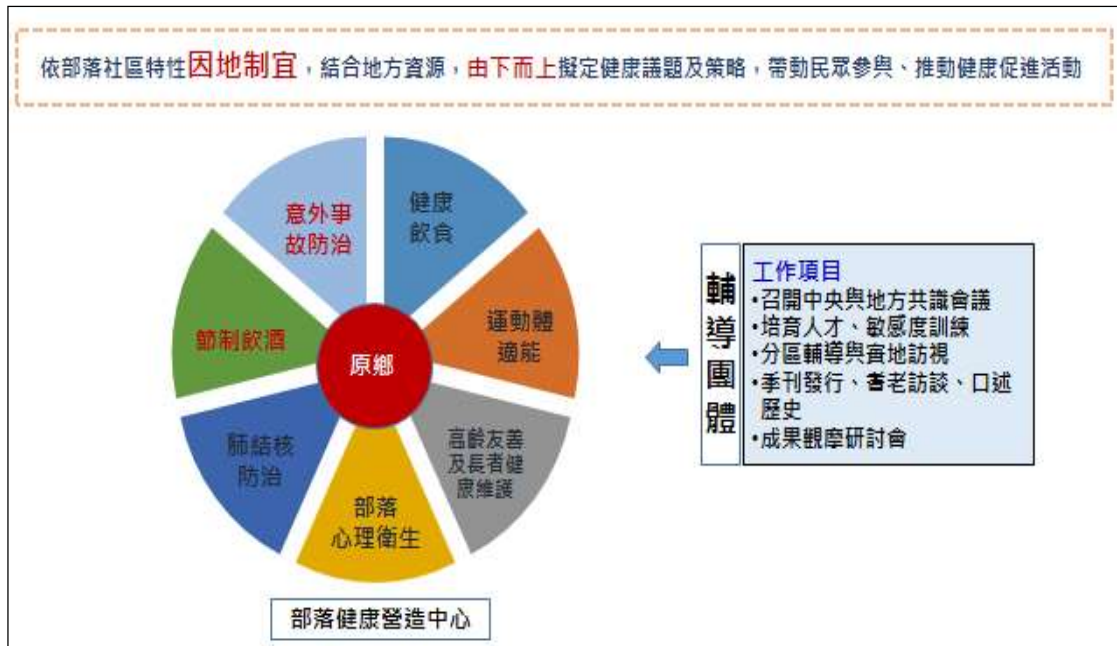 依部落社區特性因地制宜，結合地方資源，由下而上擬定健康議題及策略，帶動民眾參與、推動健康促進活動
意外事
故防治
健康
飲食
節制飲酒
原鄉
運動體
適能
肺結核
防治
部落
心理衛生
高齡友善
及長者健
康維護
部落健康營造中心
輔
導
團
體
工作項目
•召開中央與地方共識會議
•培育人才、敏感度訓練
•分區輔導與實地訪視
•季刊發行、耆老訪談、口述
歷史
•成果觀摩研討會